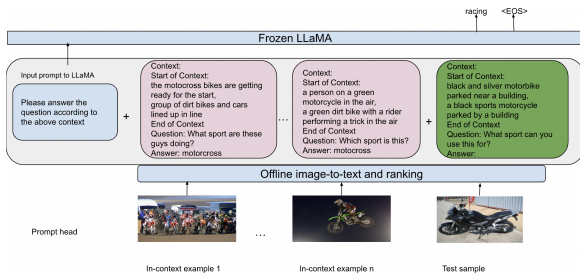 racing
<EOS>
Frozen LLaMA
Input prompt to LLaMA
Please answer the
question according to
the above context
+
Context:
Start of Context:
the motocross bikes are getting
ready for the start,
group of dirt bikes and cars
lined up in line
End of Context
Question: What sport are these
guys doing?
Answer: motorcross
...
Context:
Start of Context:
a person on a green
motorcycle in the air,
a green dirt bike with a rider
performing a trick in the air
End of Context
Question: Which sport is this?
Answer: motocross
+
Context:
Start of Context:
black and silver motorbike
parked near a building,
a black sports motorcycle
parked by a building
End of Context
Question: What sport can you
use this for?
Answer:
Offline image-to-text and ranking
Prompt head
...
In-context example 1
In-context example n
Test sample